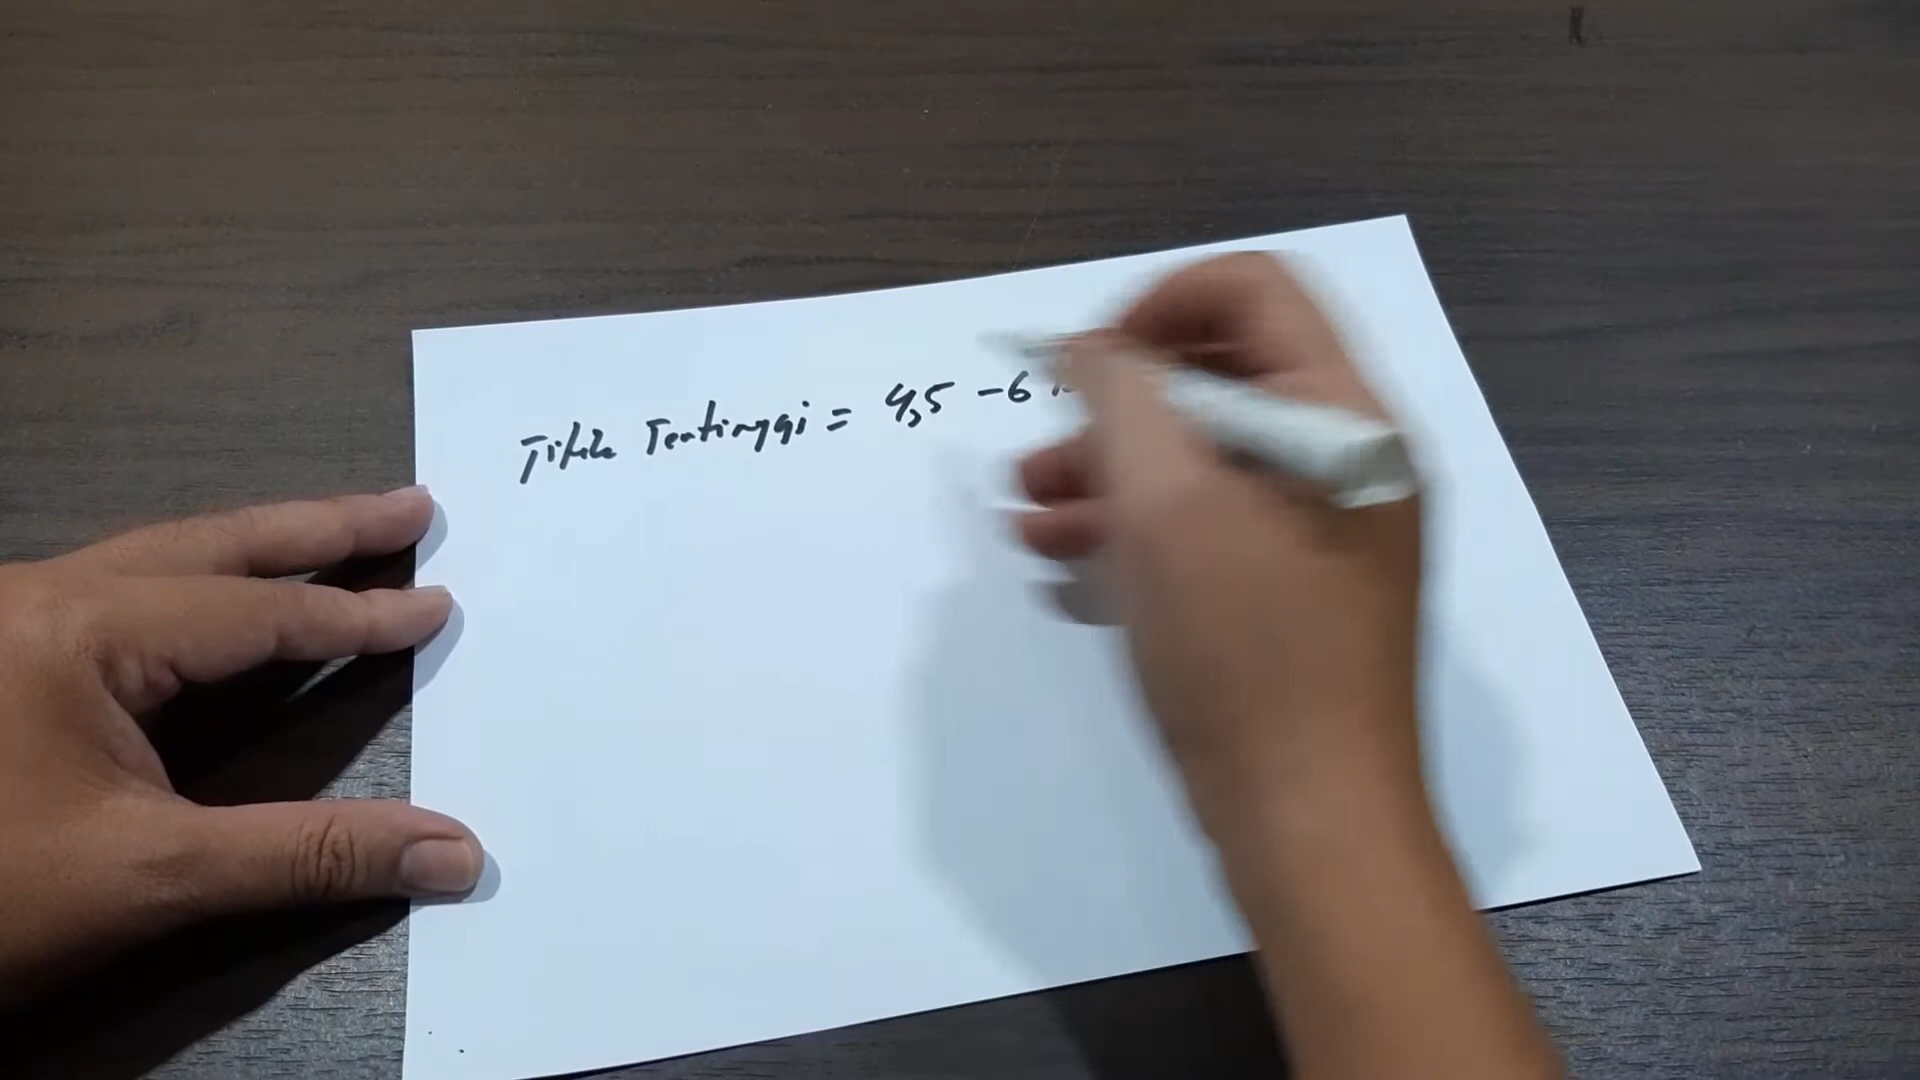 Titik Tertinggi = 4,5 - 6